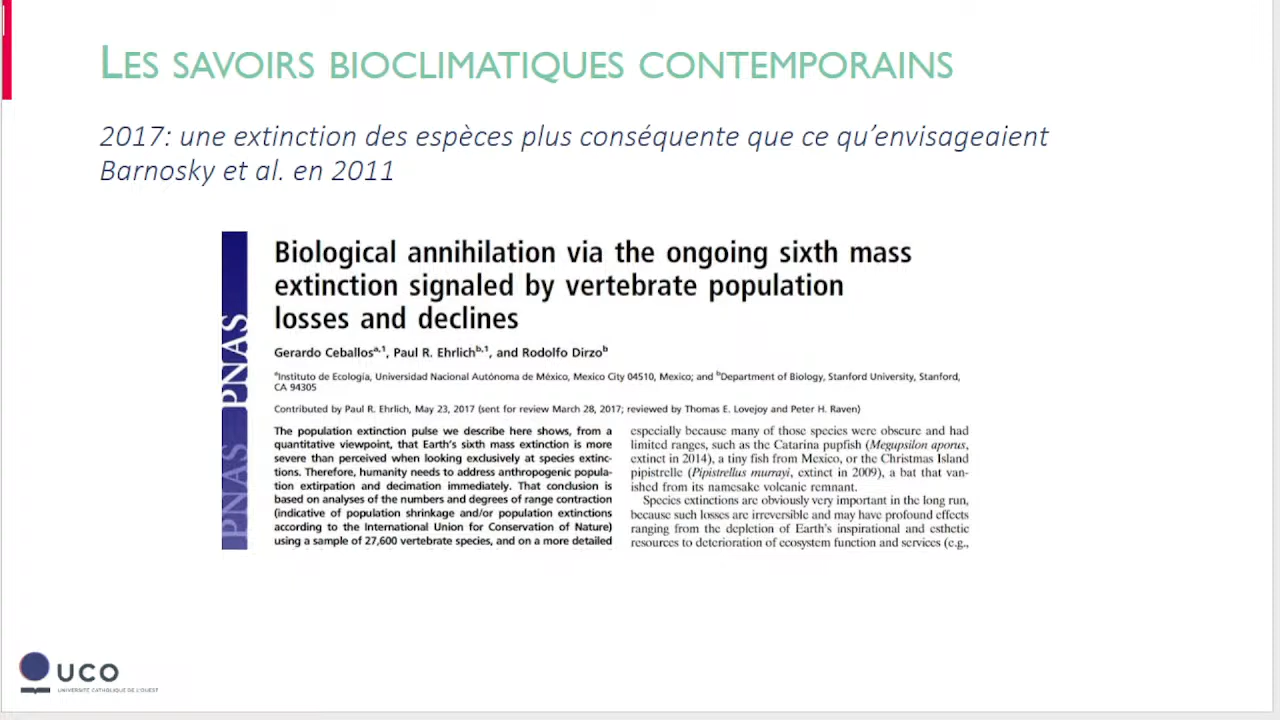 LES SAVOIRS BIOCLIMATIQUES CONTEMPORAINS
2017: une extinction des espèces plus conséquente que ce qu’envisageaient
Barnosky et al. en 2011
PNAS PNAS
Biological annihilation via the ongoing sixth mass
extinction signaled by vertebrate population
losses and declines
Gerardo Ceballosa,1, Paul R. Ehrlichb,1, and Rodolfo Dirzob
aInstituto de Ecología, Universidad Nacional Autónoma de México, Mexico City 04510, Mexico; and bDepartment of Biology, Stanford University, Stanford,
CA 94305
Contributed by Paul R. Ehrlich, May 23, 2017 (sent for review March 28, 2017; reviewed by Thomas E. Lovejoy and Peter H. Raven)
The population extinction pulse we describe here shows, from a
quantitative viewpoint, that Earth’s sixth mass extinction is more
severe than perceived when looking exclusively at species extinc-
tions. Therefore, humanity needs to address anthropogenic popula-
tion extirpation and decimation immediately. That conclusion is
based on analyses of the numbers and degrees of range contraction
(indicative of population shrinkage and/or population extinctions
according to the International Union for Conservation of Nature)
using a sample of 27,600 vertebrate species, and on a more detailed
especially because many of those species were obscure and had
limited ranges, such as the Catarina pupfish (Megupsilon aporus,
extinct in 2014), a tiny fish from Mexico, or the Christmas Island
pipistrelle (Pipistrellus murrayi, extinct in 2009), a bat that van-
ished from its namesake volcanic remnant.
Species extinctions are obviously very important in the long run,
because such losses are irreversible and may have profound effects
ranging from the depletion of Earth’s inspirational and esthetic
resources to deterioration of ecosystem function and services (e.g.,
UCO
UNIVERSITÉ CATHOLIQUE DE L'OUEST